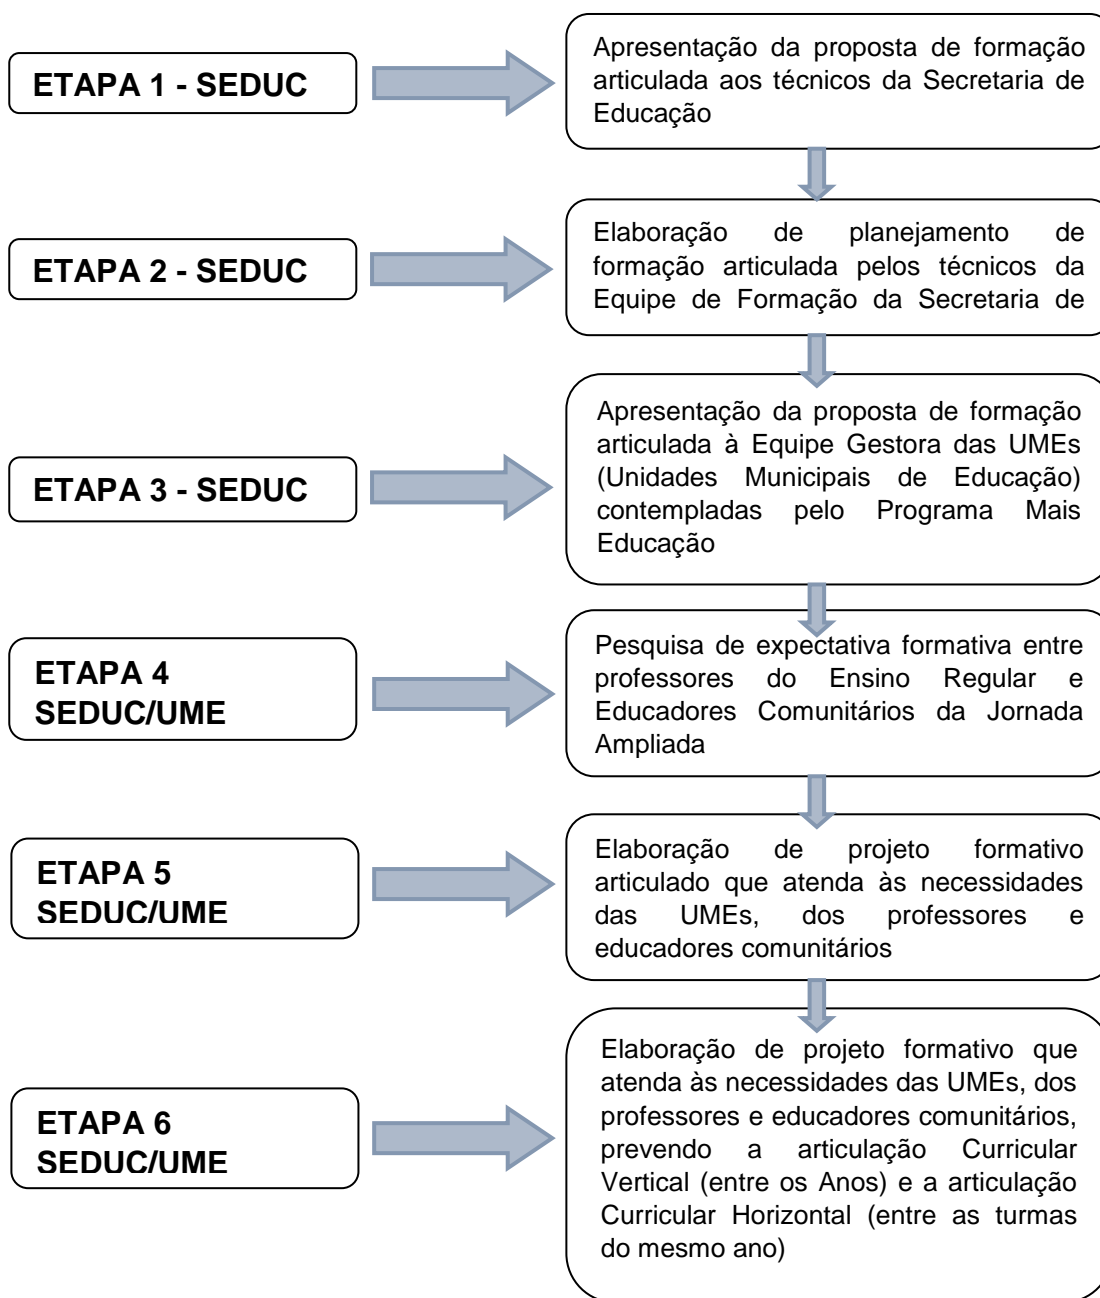 ETAPA 1 - SEDUC
Apresentação da proposta de formação
articulada aos técnicos da Secretaria de
Educação
ETAPA 2 - SEDUC
Elaboração de planejamento de
formação articulada pelos técnicos da
Equipe de Formação da Secretaria de
ETAPA 3 - SEDUC
Apresentação da proposta de formação
articulada à Equipe Gestora das UMEs
(Unidades Municipais de Educação)
contempladas pelo Programa Mais
Educação
ETAPA 4
SEDUC/UME
Pesquisa de expectativa formativa entre
professores do Ensino Regular e
Educadores Comunitários da Jornada
Ampliada
ETAPA 5
SEDUC/UME
Elaboração de projeto formativo
articulado que atenda às necessidades
das UMEs, dos professores e
educadores comunitários
ETAPA 6
SEDUC/UME
Elaboração de projeto formativo que
atenda às necessidades das UMEs, dos
professores e educadores comunitários,
prevendo a articulação Curricular
Vertical (entre os Anos) e a articulação
Curricular Horizontal (entre as turmas
do mesmo ano)